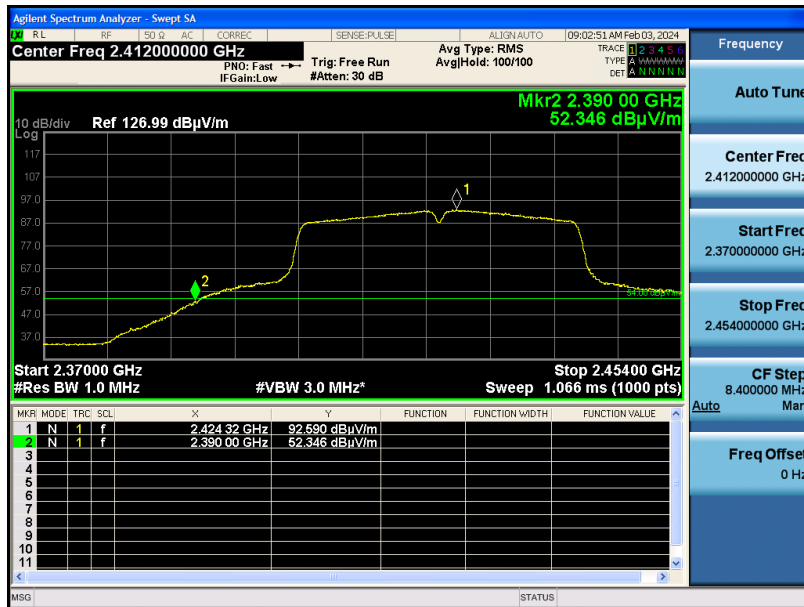 Agilent Spectrum Analyzer - Swept SA
LXI RL RF 50 Ω AC CORREC SENSE:PULSE ALIGN AUTO 09:02:51 AM Feb 03, 2024
Center Freq 2.412000000 GHz
PNO: Fast
IFGain:Low
Trig: Free Run
#Atten: 30 dB
Avg Type: RMS
Avg|Hold: 100/100
TRACE 1 2 3 4 5 6
TYPE A WWWWW
DET A N N N N N
Mkr2 2.390 00 GHz
52.346 dBµV/m
10 dB/div Ref 126.99 dBµV/m
Log
117
107
97.0
87.0
77.0
67.0
57.0
47.0
37.0
1
2
54.00 dBµV/m
Start 2.37000 GHz Stop 2.45400 GHz
#Res BW 1.0 MHz #VBW 3.0 MHz* Sweep 1.066 ms (1000 pts)
MKR MODE TRC SCL X Y FUNCTION FUNCTION WIDTH FUNCTION VALUE
1 N 1 f 2.424 32 GHz 92.590 dBµV/m
2 N 1 f 2.390 00 GHz 52.346 dBµV/m
3
4
5
6
7
8
9
10
11
MSG STATUS
Frequency
Auto Tune
Center Freq
2.412000000 GHz
Start Freq
2.370000000 GHz
Stop Freq
2.454000000 GHz
CF Step
8.400000 MHz
Auto Man
Freq Offset
0 Hz